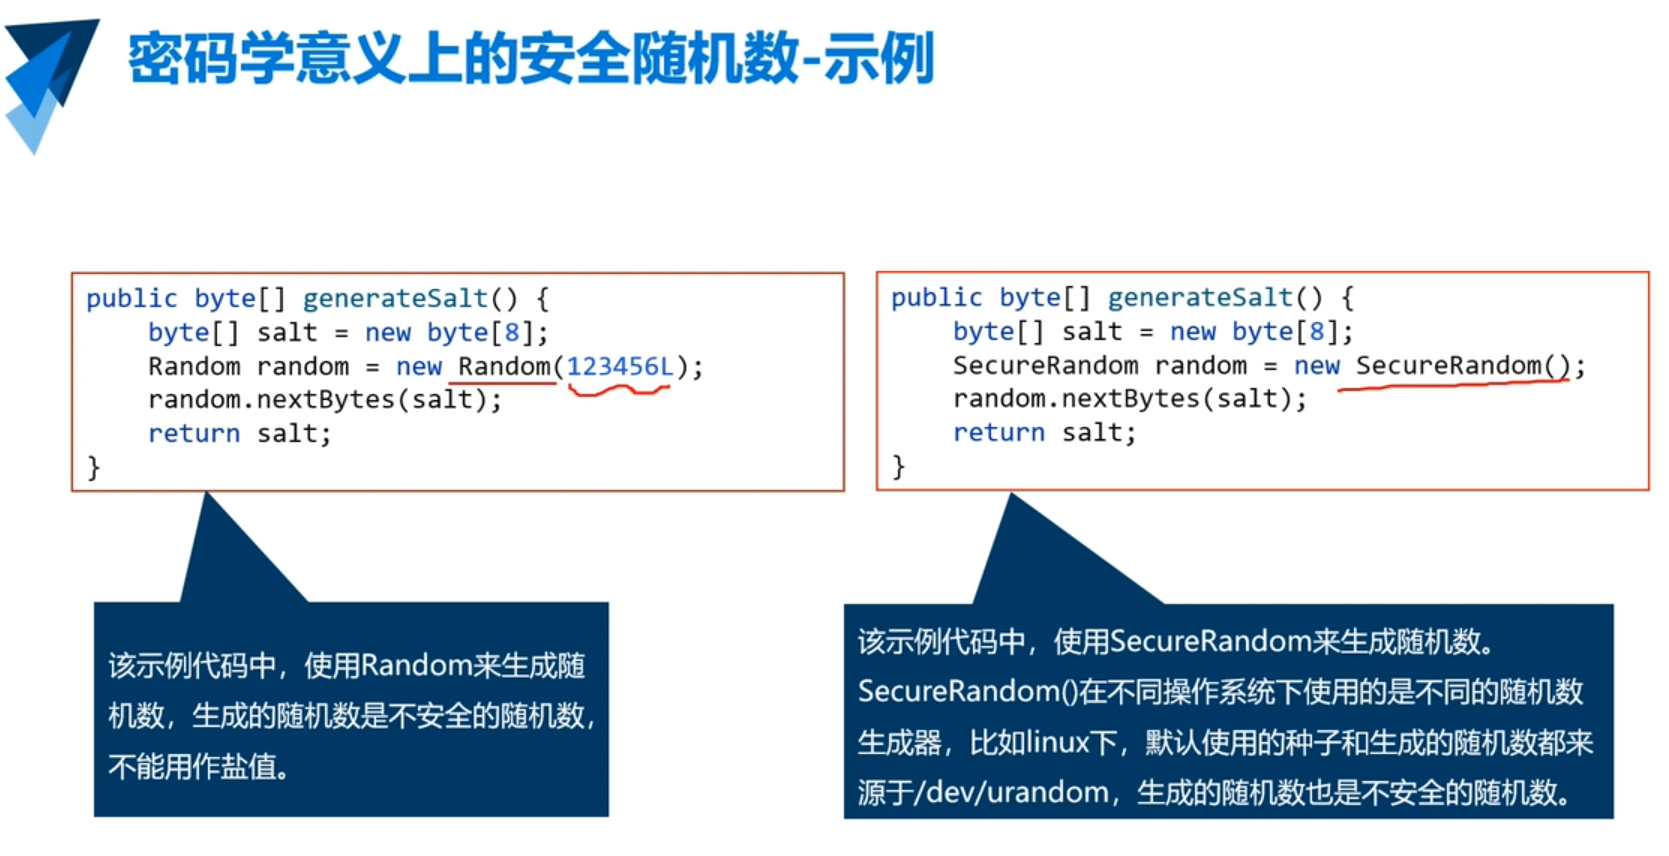 密码学意义上的安全随机数-示例
public byte[] generateSalt() {
    byte[] salt = new byte[8];
    Random random = new Random(123456L);
    random.nextBytes(salt);
    return salt;
}
public byte[] generateSalt() {
    byte[] salt = new byte[8];
    SecureRandom random = new SecureRandom();
    random.nextBytes(salt);
    return salt;
}
该示例代码中，使用Random来生成随
机数，生成的随机数是不安全的随机数，
不能用作盐值。
该示例代码中，使用SecureRandom来生成随机数。
SecureRandom()在不同操作系统下使用的是不同的随机数
生成器，比如linux下，默认使用的种子和生成的随机数都来
源于/dev/urandom，生成的随机数也是不安全的随机数。